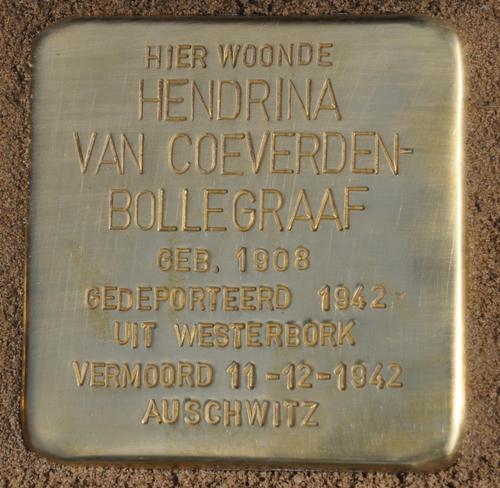 HIER WOONDE
HENDRINA
VAN COEVERDEN-
BOLLEGRAAF
GEB. 1908
GEDEPORTEERD 1942
UIT WESTERBORK
VERMOORD 11-12-1942
AUSCHWITZ